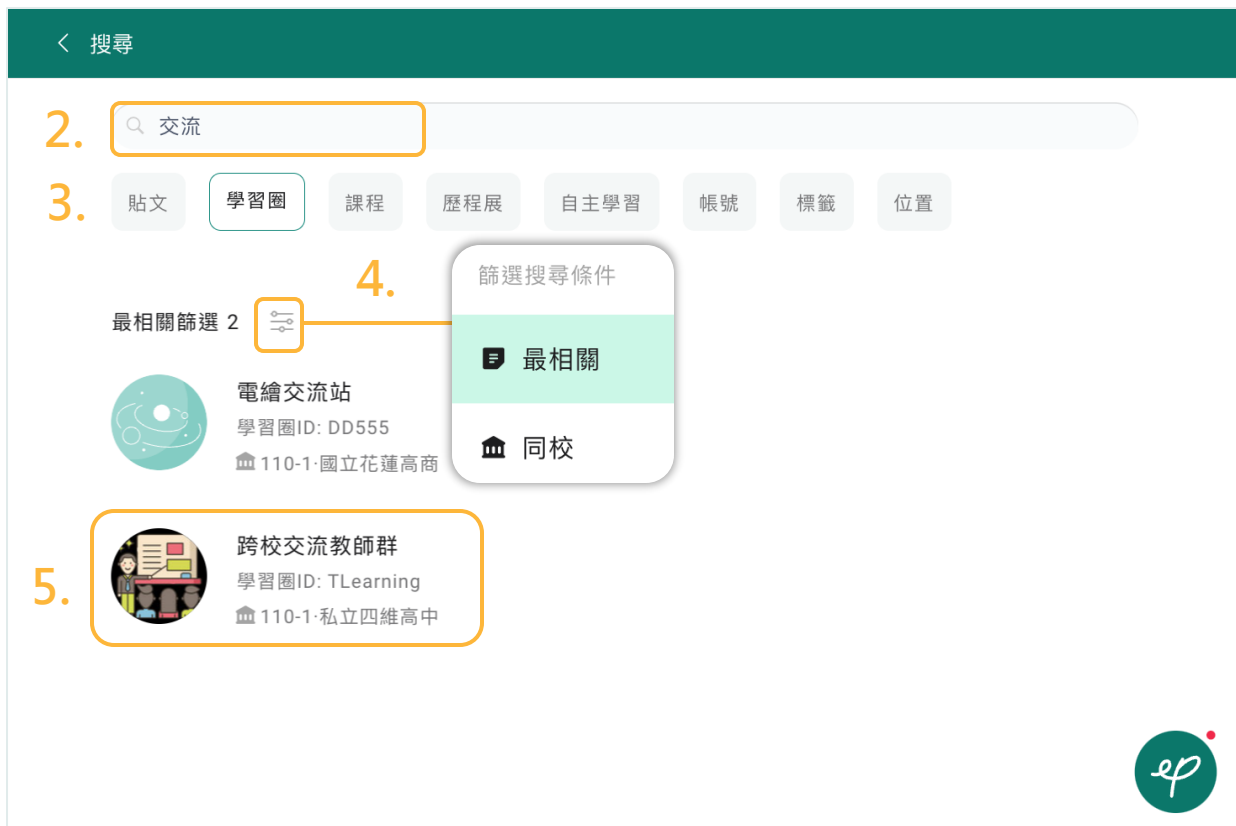 搜尋
2.
交流
3.
貼文 學習圈 課程 歷程展 自主學習 帳號 標籤 位置
4.
篩選搜尋條件
最相關
同校
最相關篩選 2
電繪交流站
學習圈ID: DD555
110-1·國立花蓮高商
5.
跨校交流教師群
學習圈ID: TLearning
110-1·私立四維高中
ep